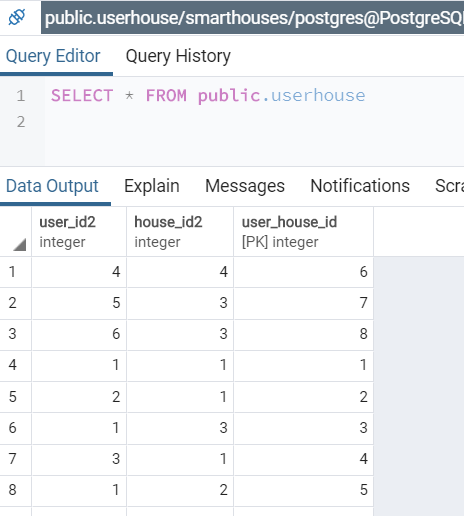 public.userhouse/smarthouses/postgres@PostgreSQL
Query Editor Query History
1 SELECT * FROM public.userhouse
2
Data Output Explain Messages Notifications Scra
user_id2 house_id2 user_house_id
integer integer [PK] integer
1 4 4 6
2 5 3 7
3 6 3 8
4 1 1 1
5 2 1 2
6 1 3 3
7 3 1 4
8 1 2 5